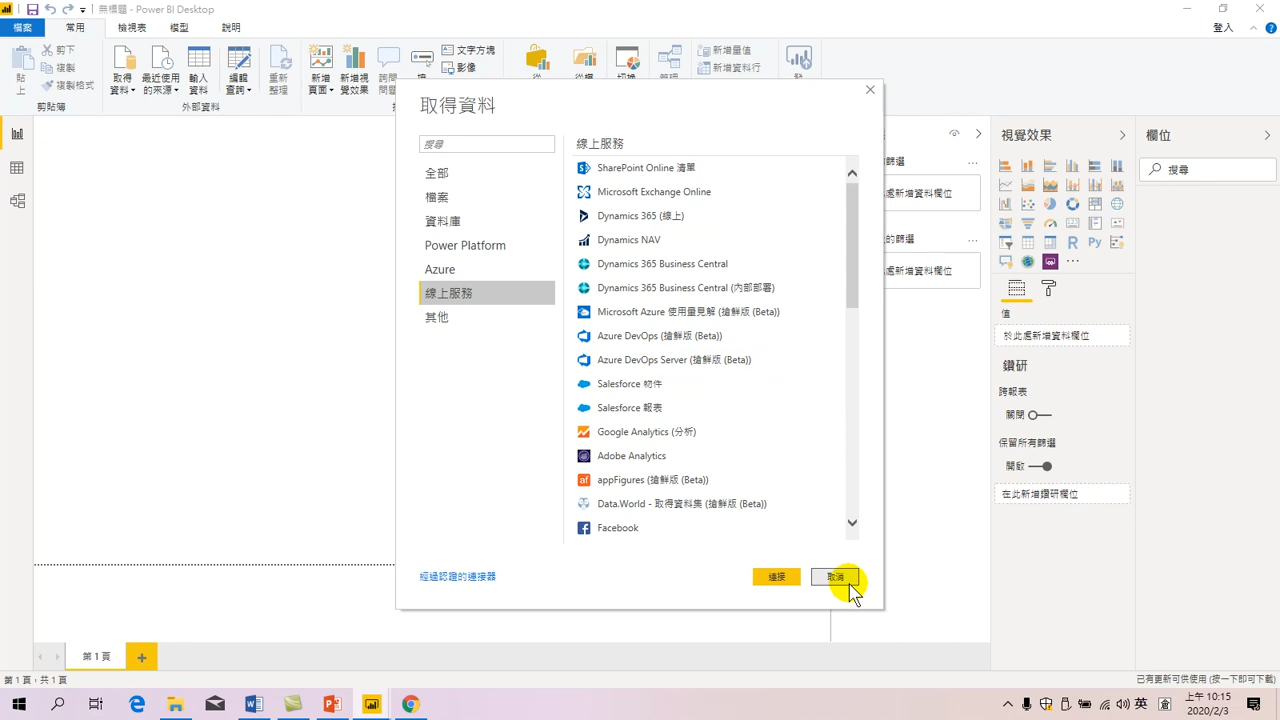 無標題 - Power BI Desktop
檔案
常用
檢視表
模型
說明
登入
貼上
剪下
複製
複製格式
剪貼簿
取得資料
最近使用的來源
輸入資料
編輯查詢
重新整理
外部資料
新增頁面
新增視覺效果
文字方塊
影像
新增量值
新增資料行
取得資料
搜尋
全部
檔案
資料庫
Power Platform
Azure
線上服務
其他
線上服務
SharePoint Online 清單
Microsoft Exchange Online
Dynamics 365 (線上)
Dynamics NAV
Dynamics 365 Business Central
Dynamics 365 Business Central (內部部署)
Microsoft Azure 使用量見解 (搶鮮版 (Beta))
Azure DevOps (搶鮮版 (Beta))
Azure DevOps Server (搶鮮版 (Beta))
Salesforce 物件
Salesforce 報表
Google Analytics (分析)
Adobe Analytics
appFigures (搶鮮版 (Beta))
Data.World - 取得資料集 (搶鮮版 (Beta))
Facebook
經過認證的連接器
連接
取消
篩選
處新增資料欄位
的篩選
處新增資料欄位
視覺效果
R
Py
值
於此處新增資料欄位
鑽研
跨報表
關閉
保留所有篩選
開啟
在此新增鑽研欄位
欄位
搜尋
第 1 頁
第 1 頁，共 1 頁
已有更新可供使用 (按一下即可下載)
英
上午 10:15
2020/2/3